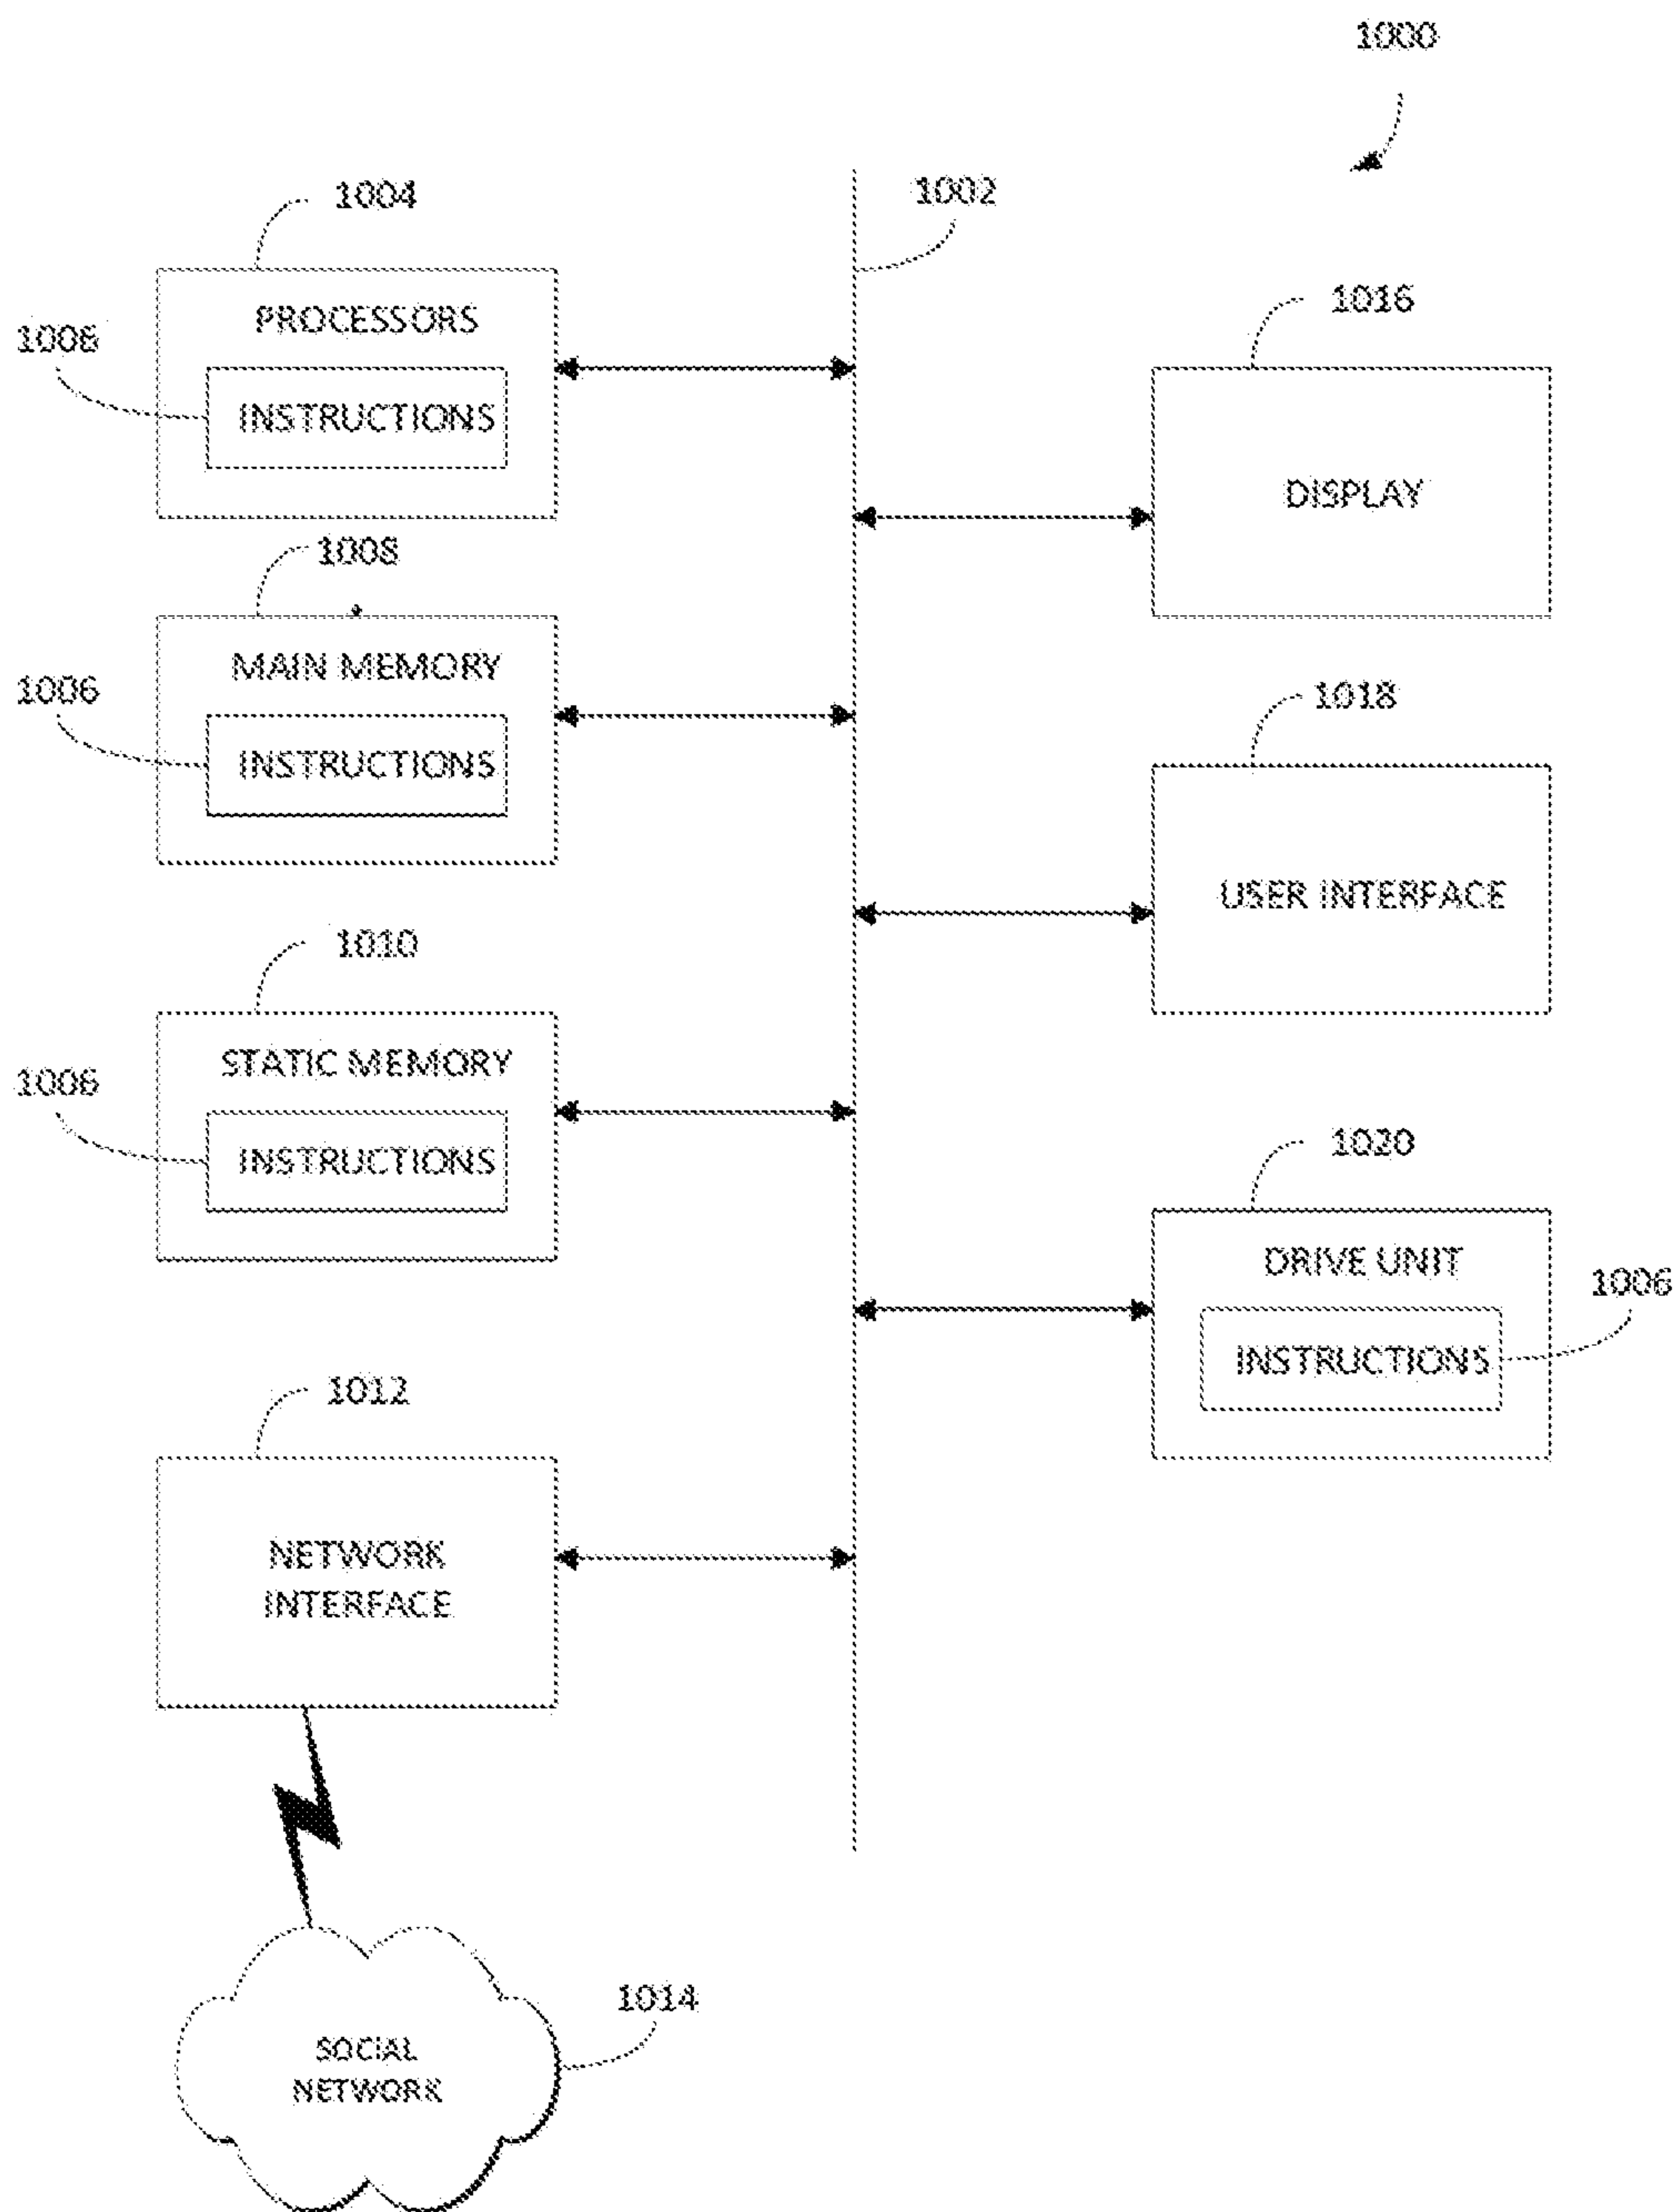 1000
1004
1002
PROCESSORS
1006
INSTRUCTIONS
1016
DISPLAY
1008
MAIN MEMORY
1006
INSTRUCTIONS
1018
USER INTERFACE
1010
STATIC MEMORY
1006
INSTRUCTIONS
1020
DRIVE UNIT
1006
INSTRUCTIONS
1012
NETWORK
INTERFACE
1014
SOCIAL
NETWORK